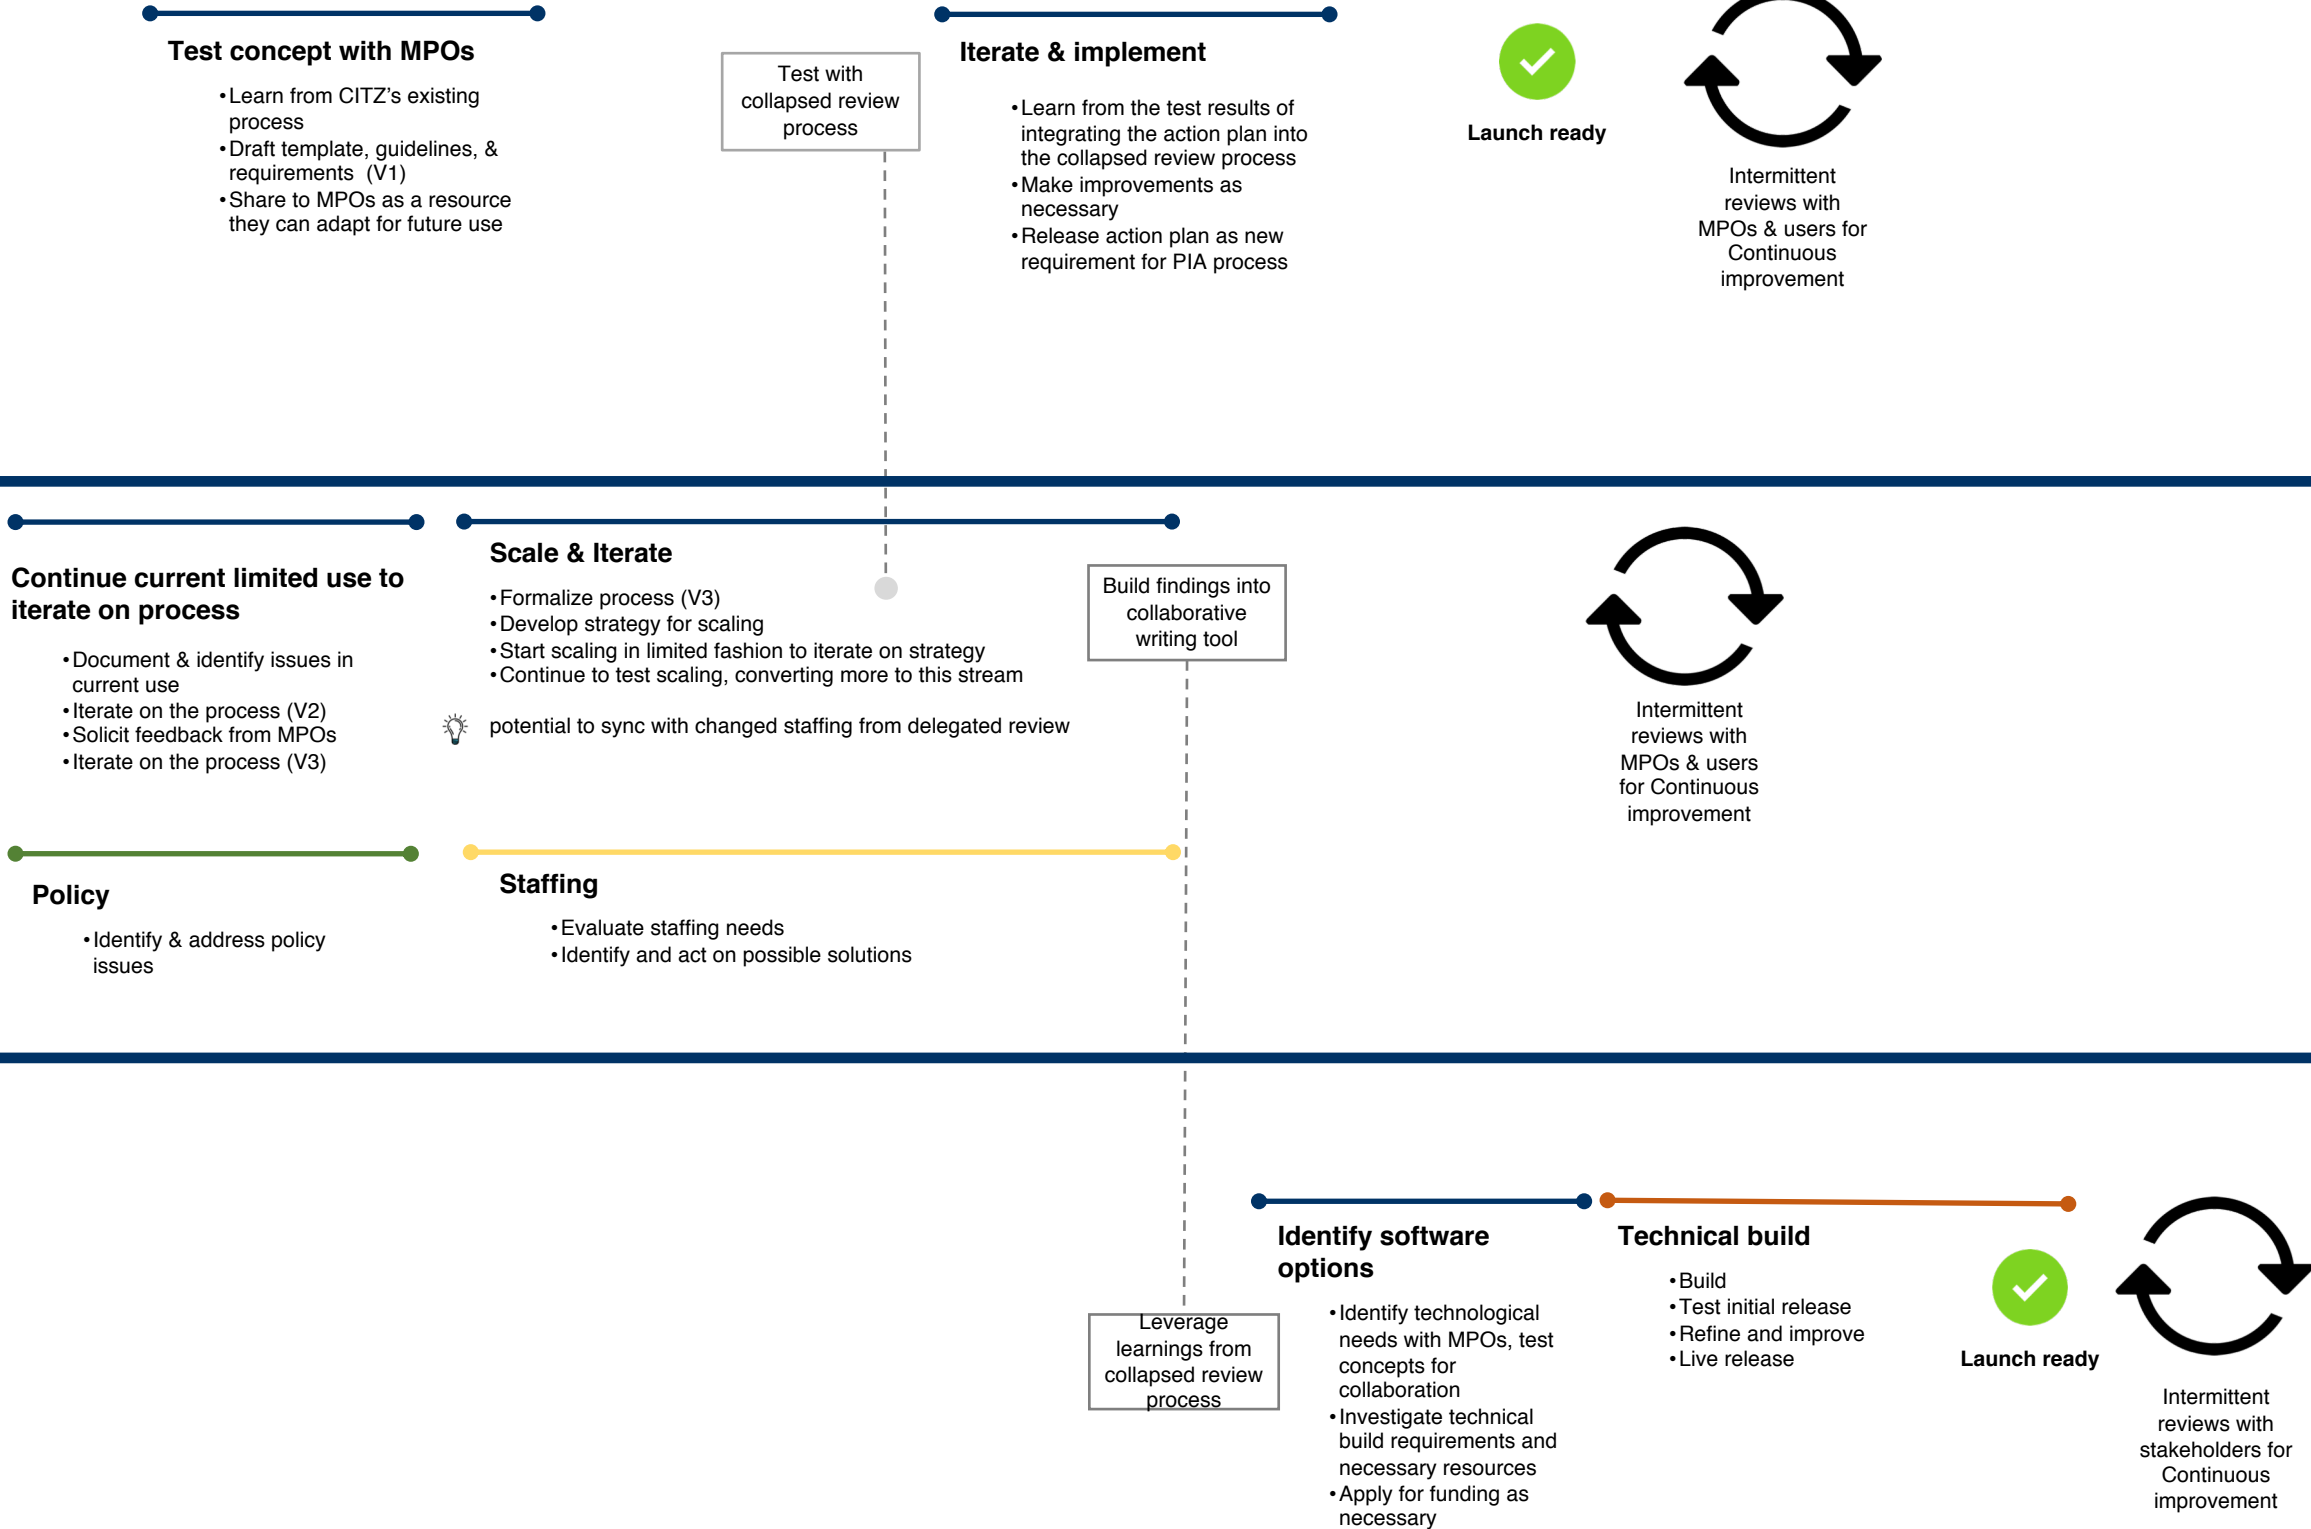 Test concept with MPOs
•Learn from CITZ's existing
process
•Draft template, guidelines, &
requirements  (V1)
•Share to MPOs as a resource
they can adapt for future use
Test with
collapsed review
process
Iterate & implement
•Learn from the test results of
integrating the action plan into
the collapsed review process
•Make improvements as
necessary
•Release action plan as new
requirement for PIA process
Launch ready
Intermittent
reviews with
MPOs & users for
Continuous
improvement
Continue current limited use to
iterate on process
•Document & identify issues in
current use
•Iterate on the process (V2)
•Solicit feedback from MPOs
•Iterate on the process (V3)
Scale & Iterate
•Formalize process (V3)
•Develop strategy for scaling
•Start scaling in limited fashion to iterate on strategy
•Continue to test scaling, converting more to this stream
potential to sync with changed staffing from delegated review
Build findings into
collaborative
writing tool
Intermittent
reviews with
MPOs & users
for Continuous
improvement
Policy
•Identify & address policy
issues
Staffing
•Evaluate staffing needs
•Identify and act on possible solutions
Leverage
learnings from
collapsed review
process
Identify software
options
•Identify technological
needs with MPOs, test
concepts for
collaboration
•Investigate technical
build requirements and
necessary resources
•Apply for funding as
necessary
Technical build
•Build
•Test initial release
•Refine and improve
•Live release
Launch ready
Intermittent
reviews with
stakeholders for
Continuous
improvement